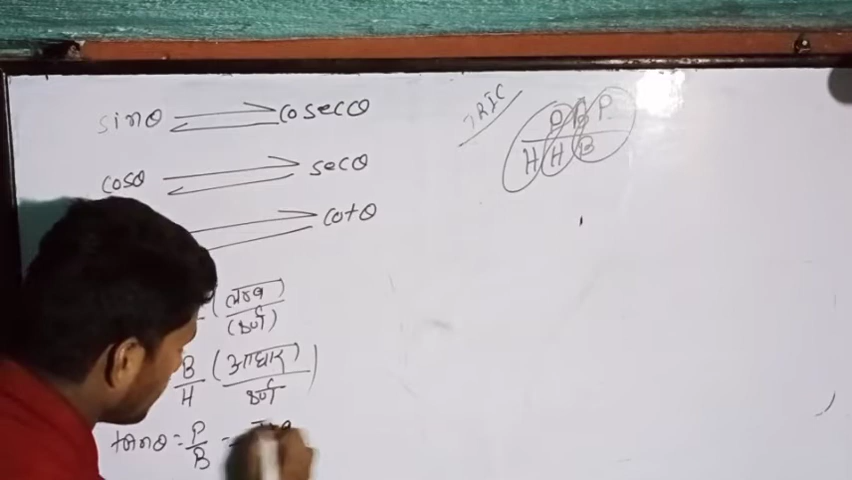 sinθ ⇌ cosecθ
cosθ ⇌ secθ
cotθ
TRIC
P B P
H H B
(लम्ब)
(कर्ण)
B (आधार)
H कर्ण
tanθ = P
B =